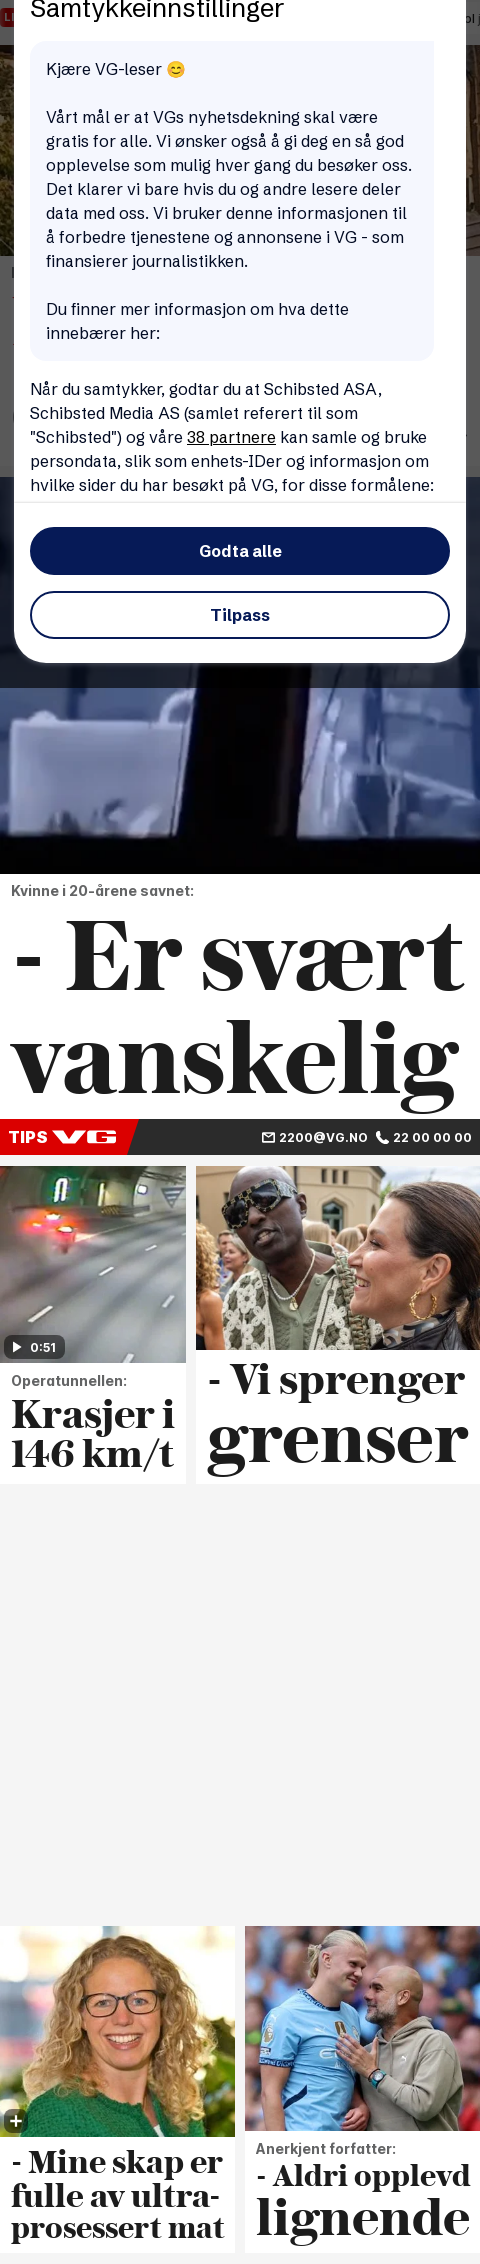 Samtykkeinnstillinger
Kjære VG-leser 😊
Vårt mål er at VGs nyhetsdekning skal være
gratis for alle. Vi ønsker også å gi deg en så god
opplevelse som mulig hver gang du besøker oss.
Det klarer vi bare hvis du og andre lesere deler
data med oss. Vi bruker denne informasjonen til
å forbedre tjenestene og annonsene i VG - som
finansierer journalistikken.
Du finner mer informasjon om hva dette
innebærer her:
Når du samtykker, godtar du at Schibsted ASA,
Schibsted Media AS (samlet referert til som
"Schibsted") og våre 38 partnere kan samle og bruke
persondata, slik som enhets-IDer og informasjon om
hvilke sider du har besøkt på VG, for disse formålene:
Godta alle
Tilpass
Kvinne i 20-årene savnet:
- Er svært
vanskelig
TIPS VG 2200@VG.NO 22 00 00 00
0:51
Operatunnellen:
Krasjer i
146 km/t
- Vi sprenger
grenser
- Mine skap er
fulle av ultra-
prosessert mat
Anerkjent forfatter:
- Aldri opplevd
lignende